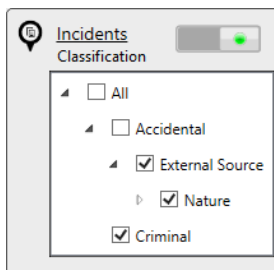 Incidents
Classification
All
Accidental
External Source
Nature
Criminal